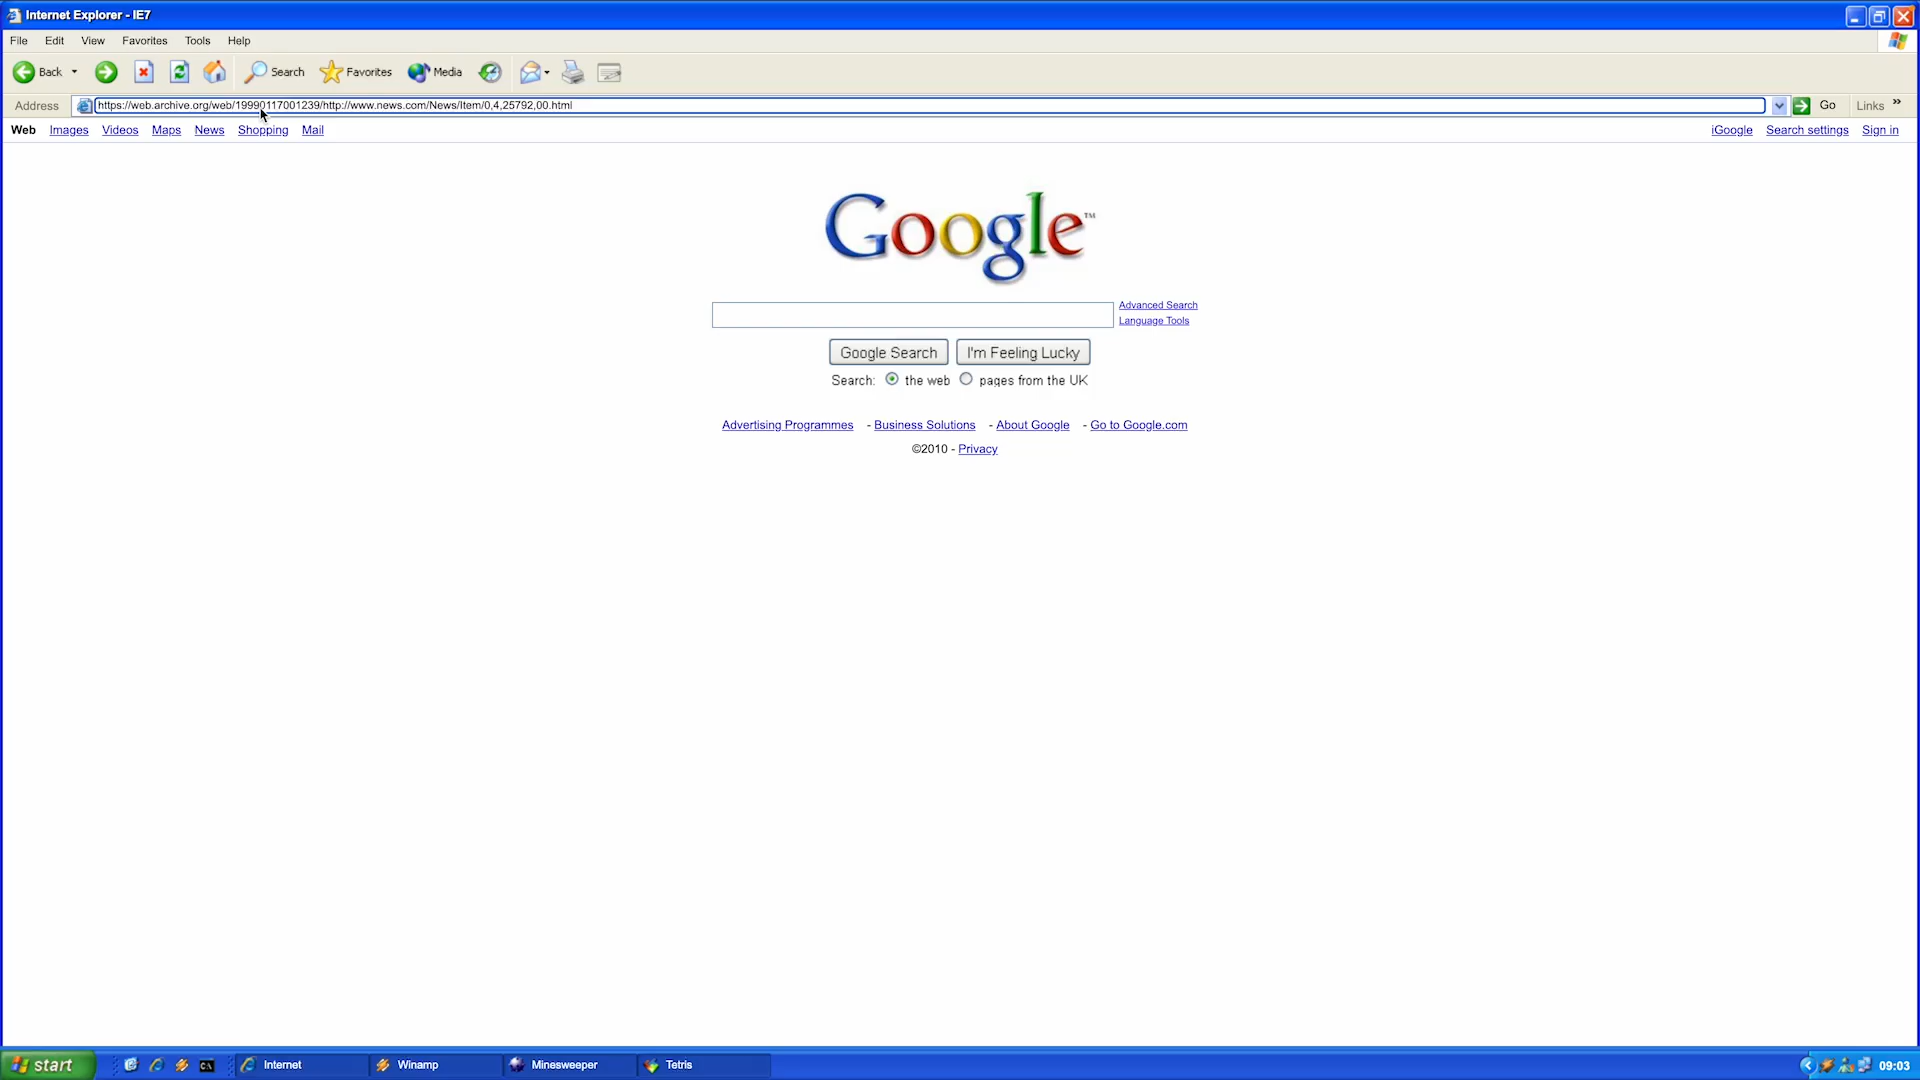 Internet Explorer - IE7
File Edit View Favorites Tools Help
Back Search Favorites Media
Address https://web.archive.org/web/19990117001239/http://www.news.com/News/Item/0,4,25792,00.html Go Links »
Web Images Videos Maps News Shopping Mail iGoogle Search settings Sign in
Google™
Advanced Search
Language Tools
Google Search I'm Feeling Lucky
Search: the web pages from the UK
Advertising Programmes - Business Solutions - About Google - Go to Google.com
©2010 - Privacy
start C:\ Internet Winamp Minesweeper Tetris 09:03